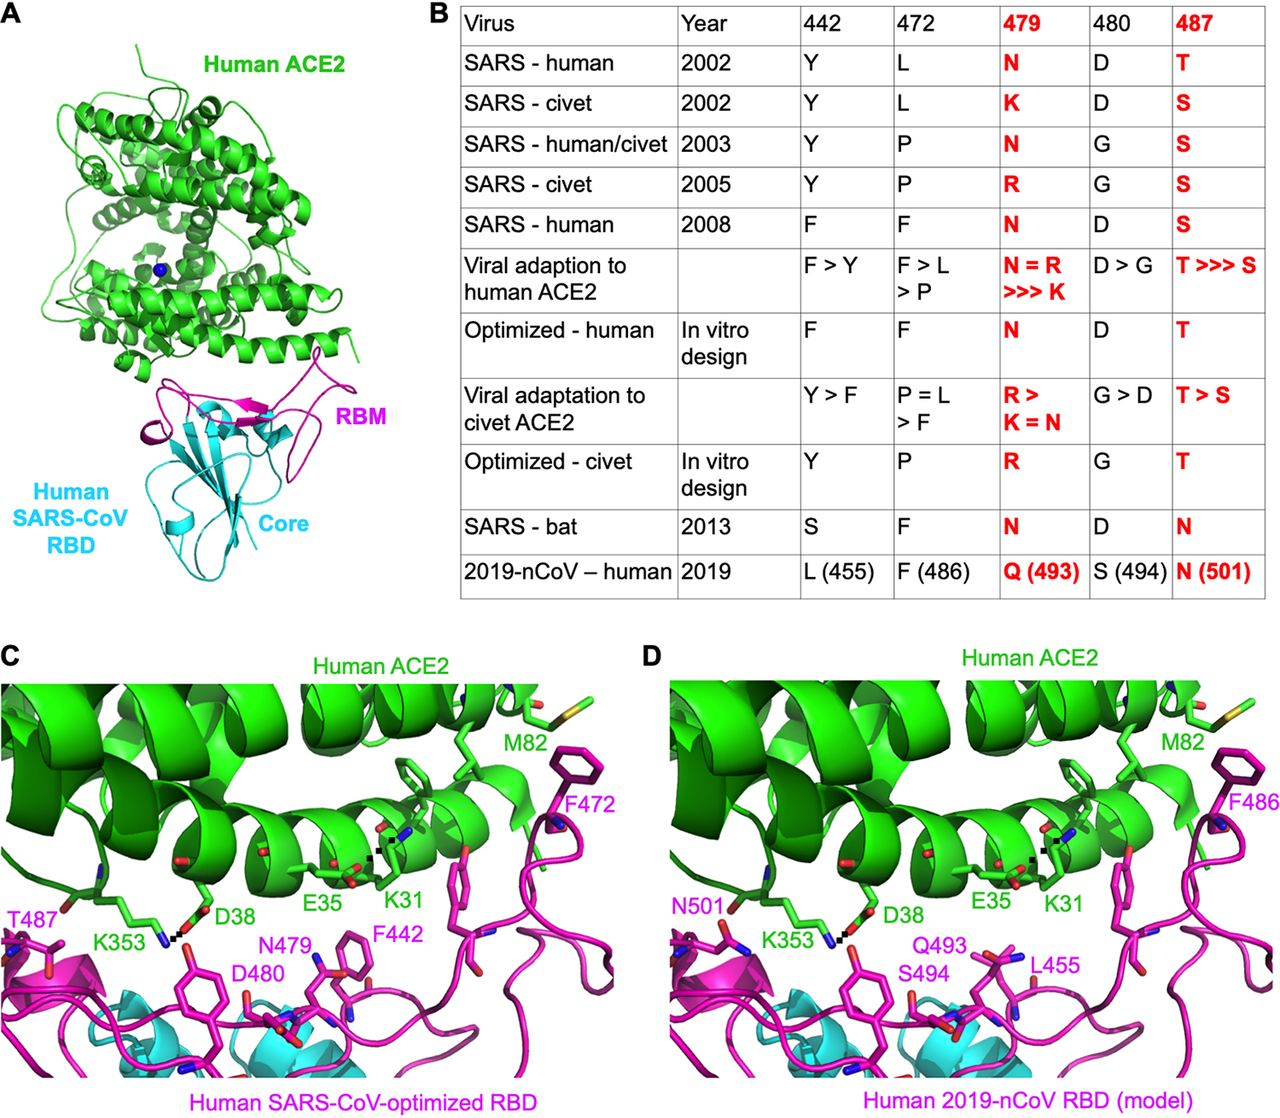 A
Human ACE2
RBM
Human
SARS-CoV
RBD
Core
B
Virus Year 442 472 479 480 487
SARS - human 2002 Y L N D T
SARS - civet 2002 Y L K D S
SARS - human/civet 2003 Y P N G S
SARS - civet 2005 Y P R G S
SARS - human 2008 F F N D S
Viral adaption to F > Y F > L N = R D > G T >>> S
human ACE2 > P >>> K
Optimized - human In vitro F F N D T
design
Viral adaptation to Y > F P = L R > G > D T > S
civet ACE2 > F K = N
Optimized - civet In vitro Y P R G T
design
SARS - bat 2013 S F N D N
2019-nCoV – human 2019 L (455) F (486) Q (493) S (494) N (501)
C
Human ACE2
M82
F472
E35
K31
T487
K353
D38
N479
F442
D480
Human SARS-CoV-optimized RBD
D
Human ACE2
M82
F486
E35
K31
N501
K353
D38
Q493
S494
L455
Human 2019-nCoV RBD (model)